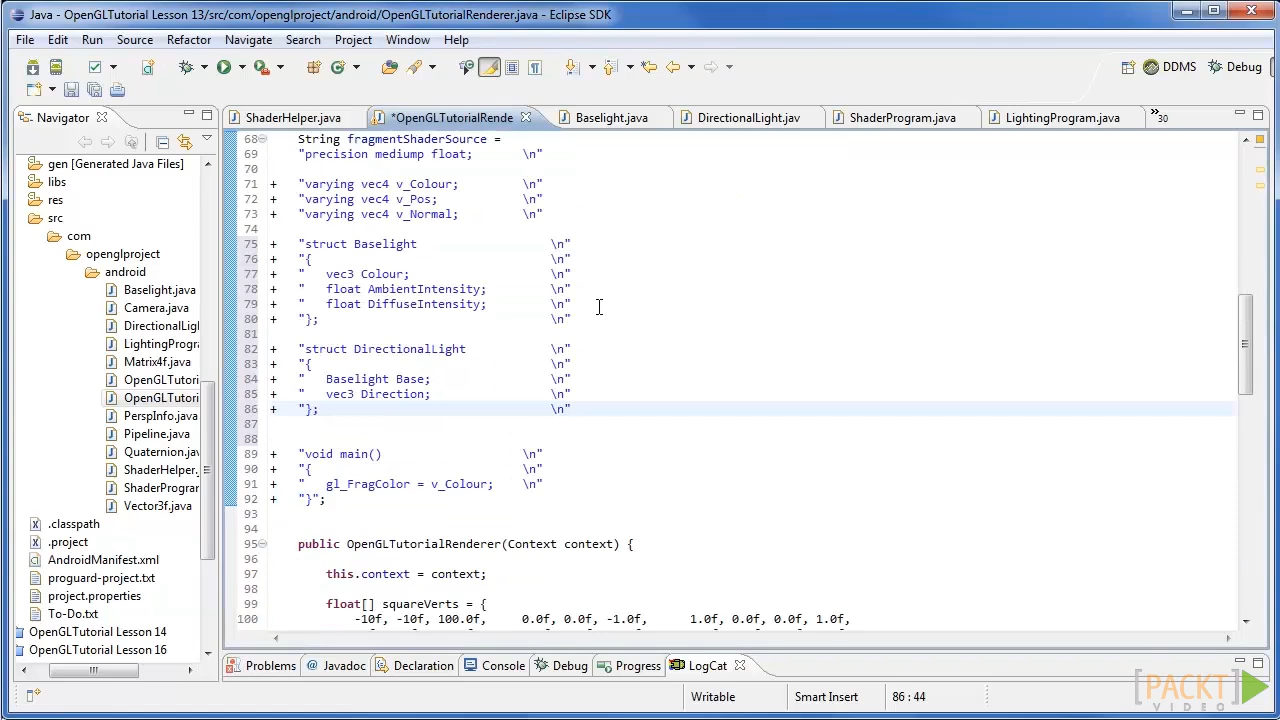 Java - OpenGLTutorial Lesson 13/src/com/openglproject/android/OpenGLTutorialRenderer.java - Eclipse SDK
File Edit Run Source Refactor Navigate Search Project Window Help
DDMS Debug
Navigator
ShaderHelper.java *OpenGLTutorialRende Baselight.java DirectionalLight.jav ShaderProgram.java LightingProgram.java »30
gen [Generated Java Files]
libs
res
src
com
openglproject
android
Baselight.java
Camera.java
DirectionalLigl
LightingProgra
Matrix4f.java
OpenGLTutori
OpenGLTutori
PerspInfo.java
Pipeline.java
Quaternion.jav
ShaderHelper.
ShaderProgran
Vector3f.java
.classpath
.project
AndroidManifest.xml
proguard-project.txt
project.properties
To-Do.txt
OpenGLTutorial Lesson 14
OpenGLTutorial Lesson 16
68 String fragmentShaderSource =
69 "precision mediump float; \n"
70
71 + "varying vec4 v_Colour; \n"
72 + "varying vec4 v_Pos; \n"
73 + "varying vec4 v_Normal; \n"
74
75 + "struct Baselight \n"
76 + "{ \n"
77 + " vec3 Colour; \n"
78 + " float AmbientIntensity; \n"
79 + " float DiffuseIntensity; \n"
80 + "}; \n"
81
82 + "struct DirectionalLight \n"
83 + "{ \n"
84 + " Baselight Base; \n"
85 + " vec3 Direction; \n"
86 + "}; \n"
87
88
89 + "void main() \n"
90 + "{ \n"
91 + " gl_FragColor = v_Colour; \n"
92 + "}";
93
94
95 public OpenGLTutorialRenderer(Context context) {
96
97 this.context = context;
98
99 float[] squareVerts = {
100 -10f, -10f, 100.0f, 0.0f, 0.0f, -1.0f, 1.0f, 0.0f, 0.0f, 1.0f,
Problems @ Javadoc Declaration Console Debug Progress LogCat
Writable Smart Insert 86 : 44
[PACKT]
VIDEO